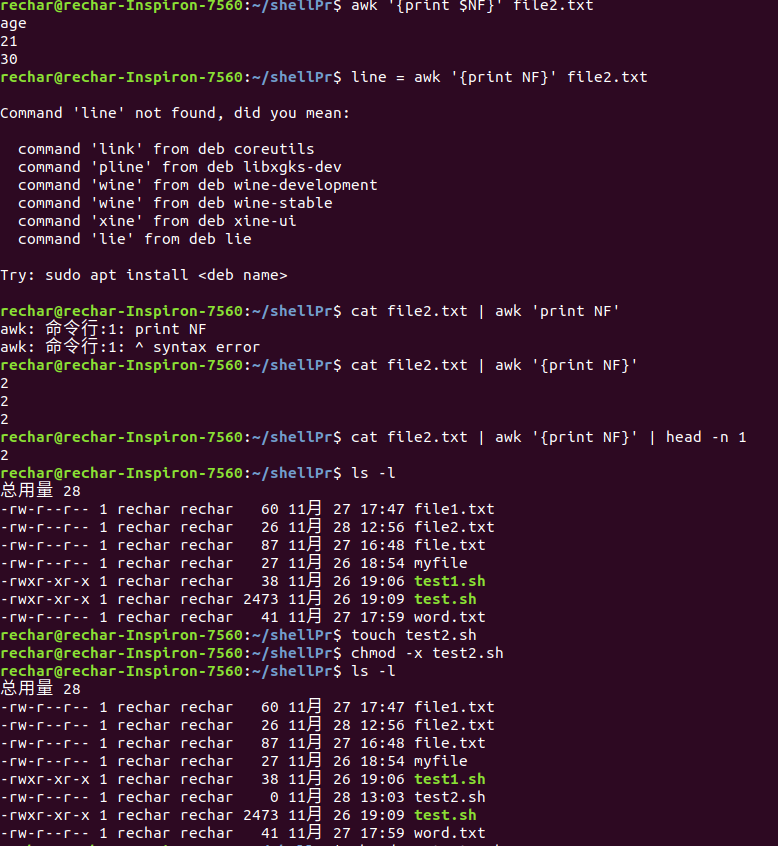 rechar@rechar-Inspiron-7560:~/shellPr$ awk '{print $NF}' file2.txt
age
21
30
rechar@rechar-Inspiron-7560:~/shellPr$ line = awk '{print NF}' file2.txt
Command 'line' not found, did you mean:
command 'link' from deb coreutils
command 'pline' from deb libxgks-dev
command 'wine' from deb wine-development
command 'wine' from deb wine-stable
command 'xine' from deb xine-ui
command 'lie' from deb lie
Try: sudo apt install <deb name>
rechar@rechar-Inspiron-7560:~/shellPr$ cat file2.txt | awk 'print NF'
awk: 命令行:1: print NF
awk: 命令行:1: ^ syntax error
rechar@rechar-Inspiron-7560:~/shellPr$ cat file2.txt | awk '{print NF}'
2
2
2
rechar@rechar-Inspiron-7560:~/shellPr$ cat file2.txt | awk '{print NF}' | head -n 1
2
rechar@rechar-Inspiron-7560:~/shellPr$ ls -l
总用量 28
-rw-r--r-- 1 rechar rechar   60 11月 27 17:47 file1.txt
-rw-r--r-- 1 rechar rechar   26 11月 28 12:56 file2.txt
-rw-r--r-- 1 rechar rechar   87 11月 27 16:48 file.txt
-rw-r--r-- 1 rechar rechar   27 11月 26 18:54 myfile
-rwxr-xr-x 1 rechar rechar   38 11月 26 19:06 test1.sh
-rwxr-xr-x 1 rechar rechar 2473 11月 26 19:09 test.sh
-rw-r--r-- 1 rechar rechar   41 11月 27 17:59 word.txt
rechar@rechar-Inspiron-7560:~/shellPr$ touch test2.sh
rechar@rechar-Inspiron-7560:~/shellPr$ chmod -x test2.sh
rechar@rechar-Inspiron-7560:~/shellPr$ ls -l
总用量 28
-rw-r--r-- 1 rechar rechar   60 11月 27 17:47 file1.txt
-rw-r--r-- 1 rechar rechar   26 11月 28 12:56 file2.txt
-rw-r--r-- 1 rechar rechar   87 11月 27 16:48 file.txt
-rw-r--r-- 1 rechar rechar   27 11月 26 18:54 myfile
-rwxr-xr-x 1 rechar rechar   38 11月 26 19:06 test1.sh
-rw-r--r-- 1 rechar rechar    0 11月 28 13:03 test2.sh
-rwxr-xr-x 1 rechar rechar 2473 11月 26 19:09 test.sh
-rw-r--r-- 1 rechar rechar   41 11月 27 17:59 word.txt